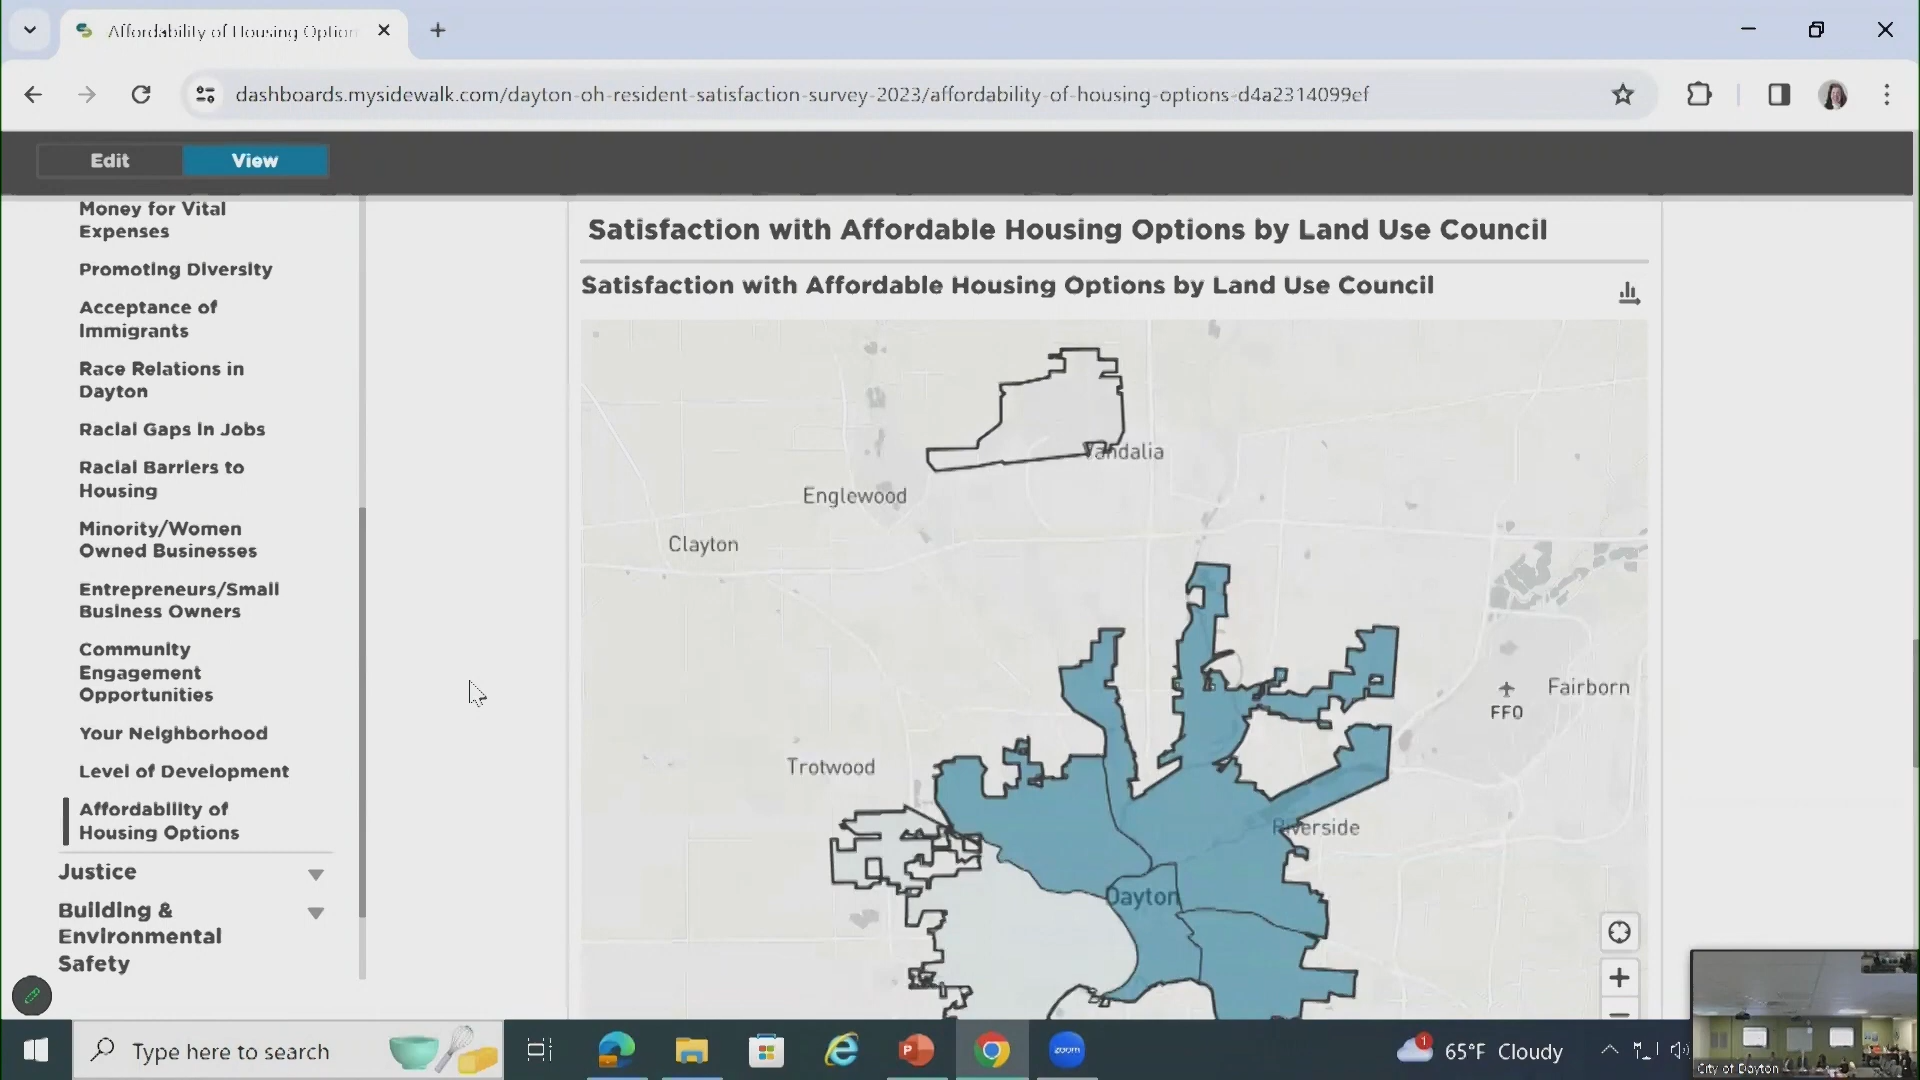 Affordability of Housing Option
dashboards.mysidewalk.com/dayton-oh-resident-satisfaction-survey-2023/affordability-of-housing-options-d4a2314099ef
Edit
View
Money for Vital
Expenses
Promoting Diversity
Acceptance of
Immigrants
Race Relations in
Dayton
Racial Gaps in Jobs
Racial Barriers to
Housing
Minority/Women
Owned Businesses
Entrepreneurs/Small
Business Owners
Community
Engagement
Opportunities
Your Neighborhood
Level of Development
Affordability of
Housing Options
Justice
Building &
Environmental
Safety
Satisfaction with Affordable Housing Options by Land Use Council
Satisfaction with Affordable Housing Options by Land Use Council
Vandalia
Englewood
Clayton
Fairborn
FFO
Trotwood
Riverside
Dayton
Type here to search
zoom
1
65°F Cloudy
City of Dayton